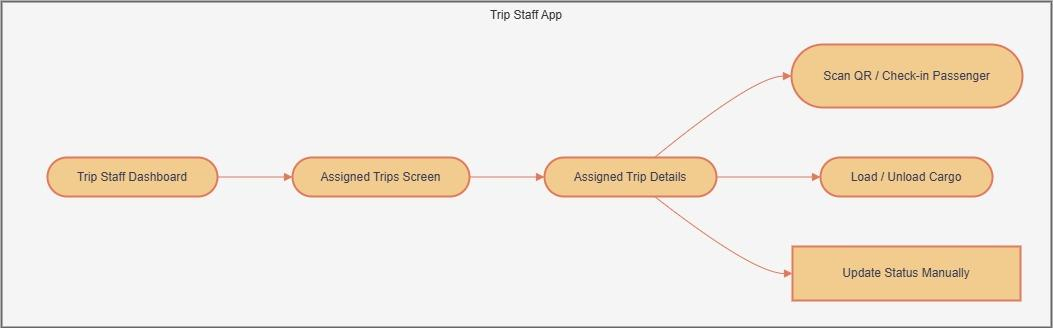 Trip Staff App
Scan QR / Check-in Passenger
Trip Staff Dashboard
Assigned Trips Screen
Assigned Trip Details
Load / Unload Cargo
Update Status Manually